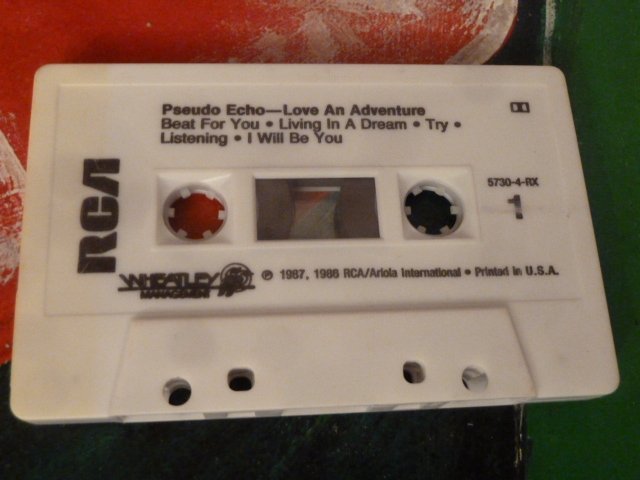 Pseudo Echo—Love An Adventure
Beat For You • Living In A Dream • Try •
Listening • I Will Be You
RCA
5730-4-RX
1
WHEATLEY
MANAGEMENT
℗ 1987, 1986 RCA/Ariola International • Printed in U.S.A.